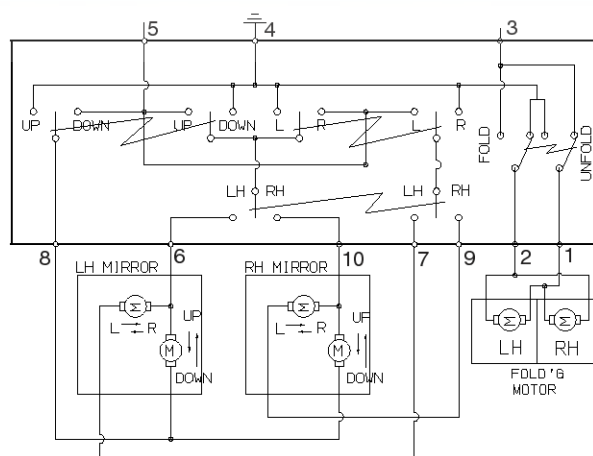 5 4 3
UP DOWN UP DOWN L R L R FOLD UNFOLD
LH RH LH RH
8 6 10 7 9 2 1
LH MIRROR RH MIRROR
L R UP L R UP
M M
DOWN DOWN
LH RH
FOLD'G
MOTOR